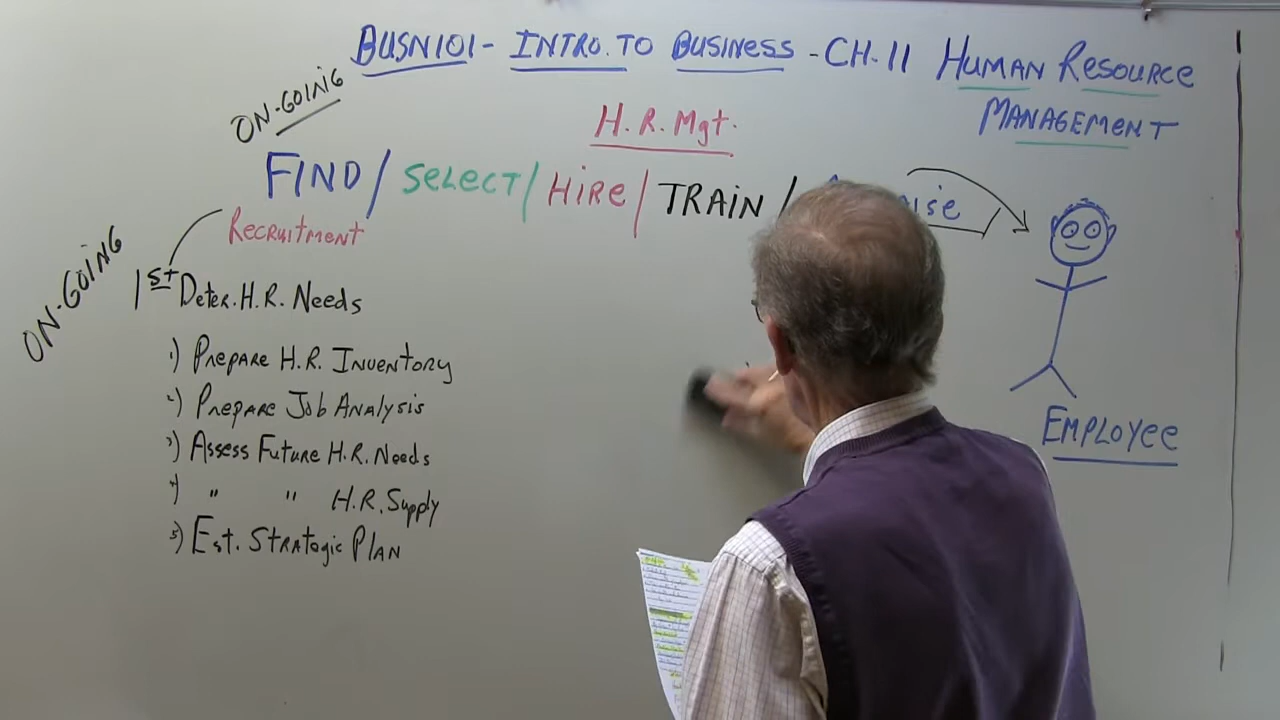 BUSN101- INTRO. TO BUSINESS - CH. 11 HUMAN RESOURCE
MANAGEMENT
ON-GOING
H.R. Mgt.
FIND / SELECT / HIRE / TRAIN /
RECRUITMENT
ON-GOING
1st DETER. H.R. NEEDS
1) PREPARE H.R. INVENTORY
2) PREPARE JOB ANALYSIS
3) ASSESS FUTURE H.R. NEEDS
4) " " H.R. SUPPLY
5) EST. STRATEGIC PLAN
EMPLOYEE